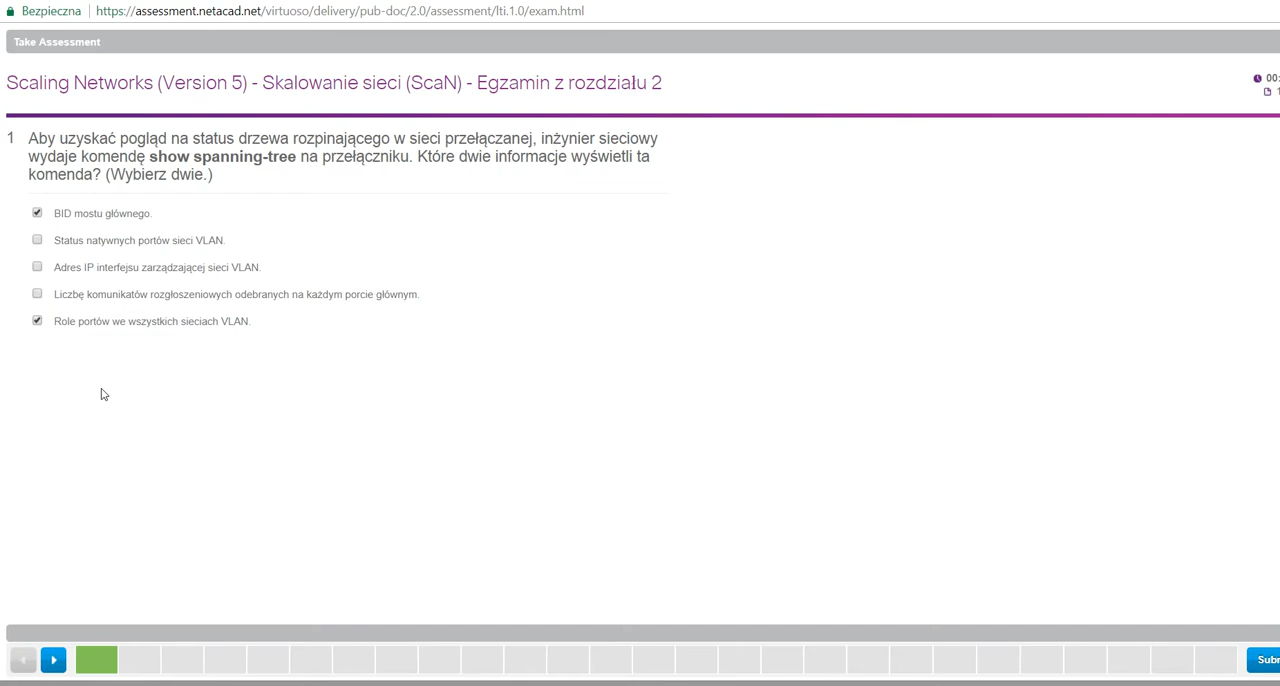 Bezpieczna https://assessment.netacad.net/virtuoso/delivery/pub-doc/2.0/assessment/lti.1.0/exam.html
Take Assessment
Scaling Networks (Version 5) - Skalowanie sieci (ScaN) - Egzamin z rozdziału 2
00:
1
1 Aby uzyskać pogląd na status drzewa rozpinającego w sieci przełączanej, inżynier sieciowy
wydaje komendę show spanning-tree na przełączniku. Które dwie informacje wyświetli ta
komenda? (Wybierz dwie.)
BID mostu głównego.
Status natywnych portów sieci VLAN.
Adres IP interfejsu zarządzającej sieci VLAN.
Liczbę komunikatów rozgłoszeniowych odebranych na każdym porcie głównym.
Role portów we wszystkich sieciach VLAN.